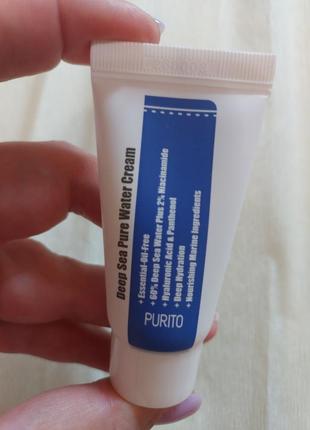 Deep Sea Pure Water Cream
+ Essential-Oil-Free
+ 60% Deep Sea Water Plus 2% Niacinamide
+ Hyaluronic Acid & Panthenol
+ Deep Hydration
+ Nourishing Marine Ingredients
PURITO